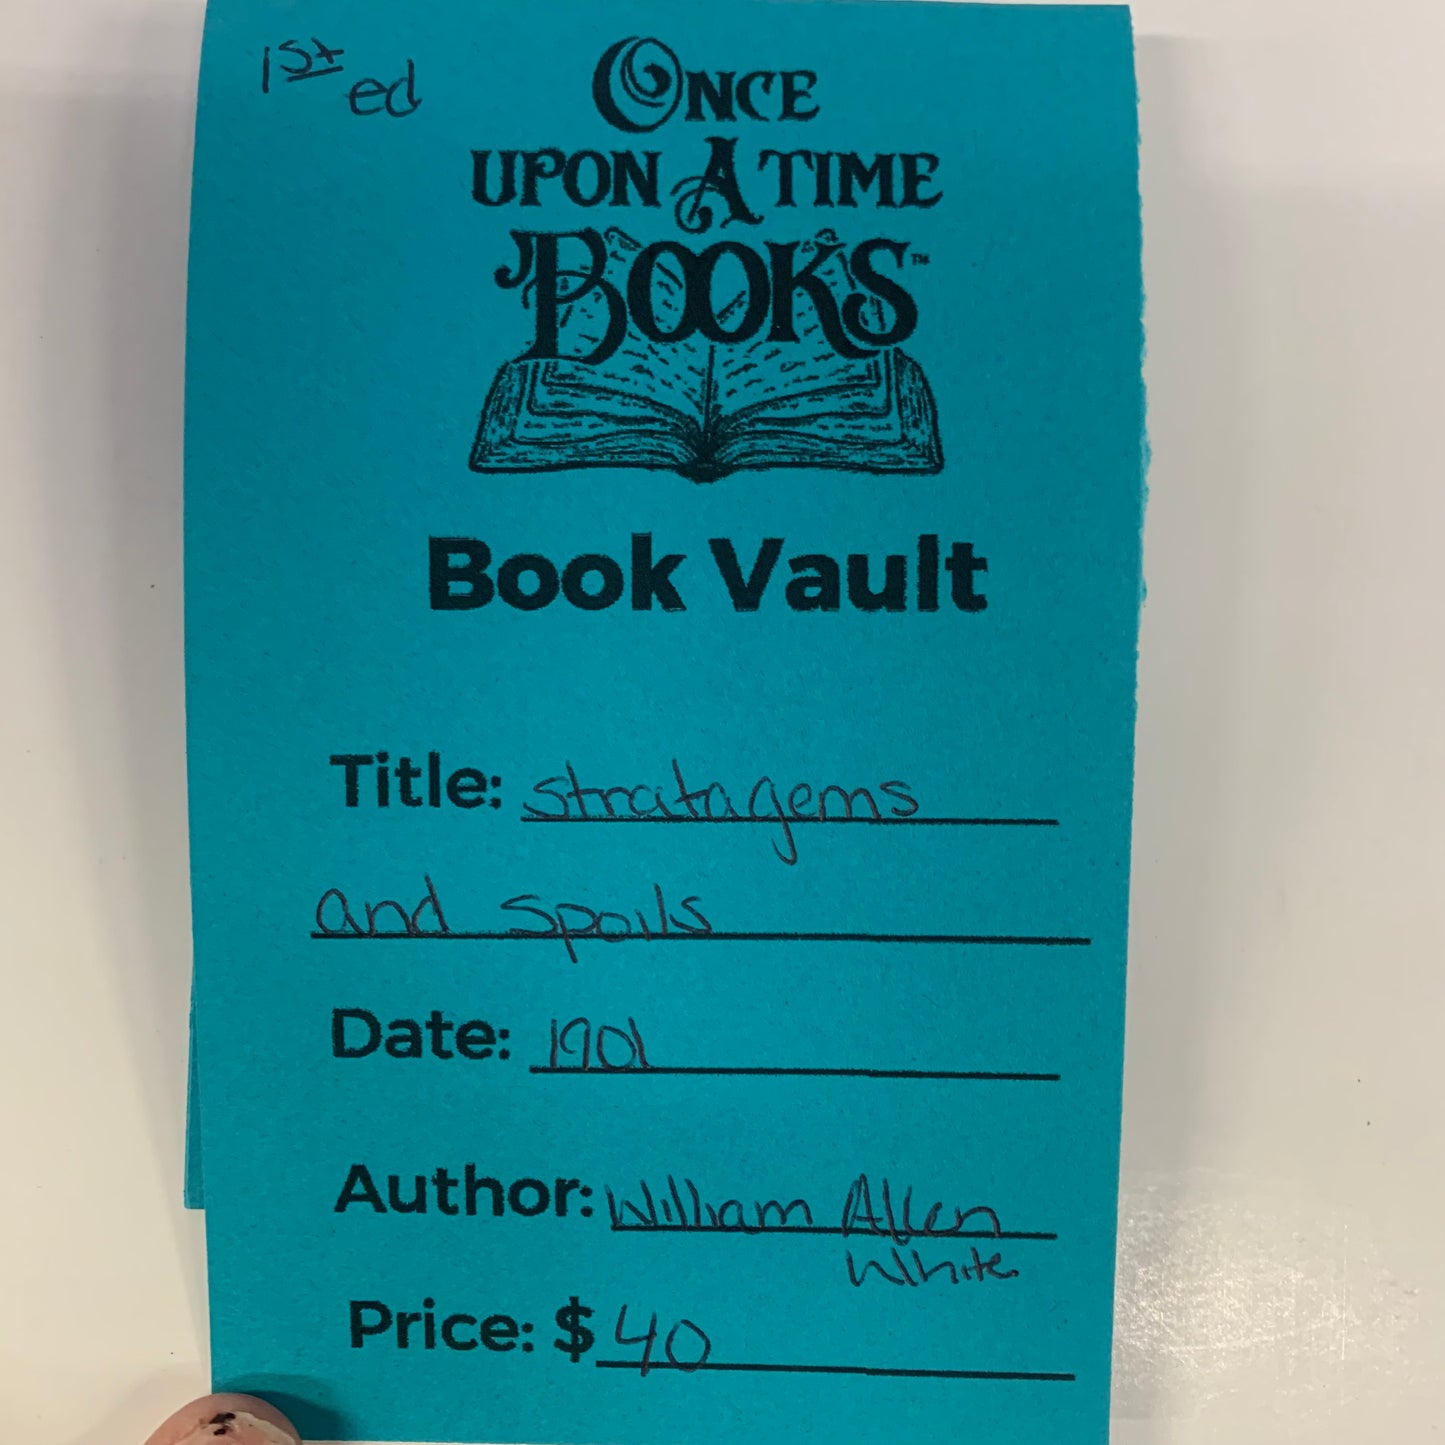 1st ed
ONCE
UPON A TIME
BOOKS™
Book Vault
Title: Stratagems
and spoils
Date: 1901
Author: William Allen
White
Price: $40